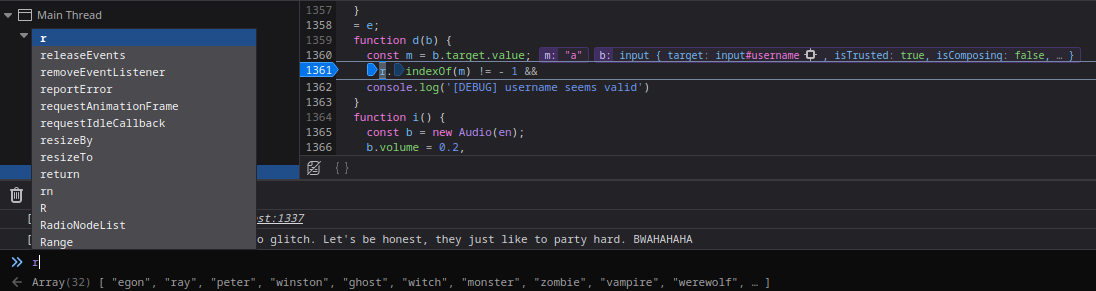 Main Thread
r
releaseEvents
removeEventListener
reportError
requestAnimationFrame
requestIdleCallback
resizeBy
resizeTo
return
rn
R
RadioNodeList
Range
1357 }
1358 = e;
1359 function d(b) {
1360 const m = b.target.value; m: "a" b: input { target: input#username , isTrusted: true, isComposing: false, … }
1361 r. indexOf(m) != - 1 &&
1362 console.log('[DEBUG] username seems valid')
1363 }
1364 function i() {
1365 const b = new Audio(en);
1366 b.volume = 0.2,
{ }
[ est:1337
[ o glitch. Let's be honest, they just like to party hard. BWAHAHAHA
» r
← Array(32) [ "egon", "ray", "peter", "winston", "ghost", "witch", "monster", "zombie", "vampire", "werewolf", … ]